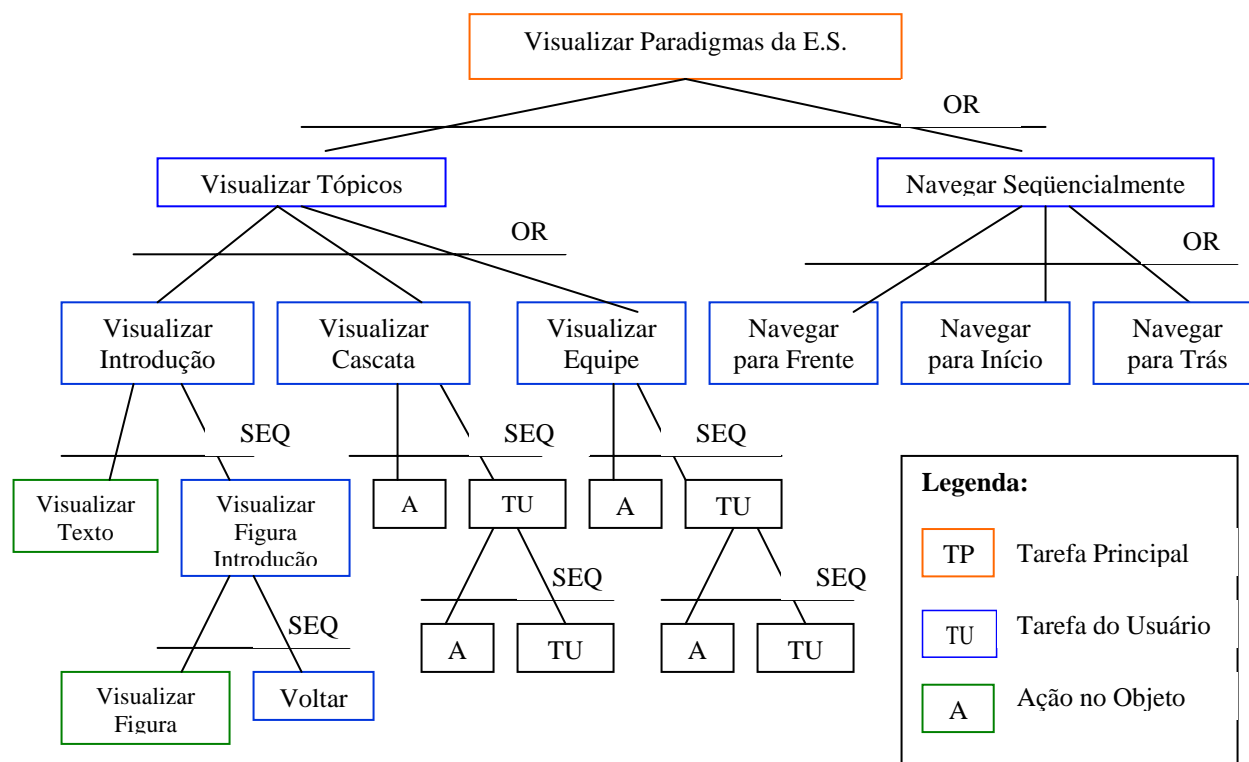 Visualizar Paradigmas da E.S.
OR
Visualizar Tópicos
Navegar Seqüencialmente
OR
OR
Visualizar
Introdução
Visualizar
Cascata
Visualizar
Equipe
Navegar
para Frente
Navegar
para Início
Navegar
para Trás
SEQ
SEQ
SEQ
Visualizar
Texto
Visualizar
Figura
Introdução
A
TU
A
TU
SEQ
SEQ
SEQ
Visualizar
Figura
Voltar
A
TU
A
TU
Legenda:
TP Tarefa Principal
TU Tarefa do Usuário
A Ação no Objeto